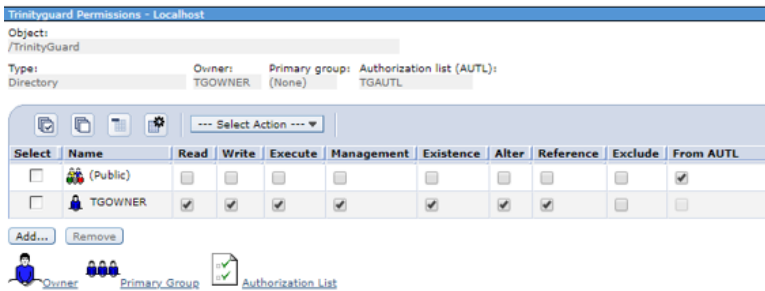 Trinityguard Permissions - Localhost
Object:
/TrinityGuard
Type: Owner: Primary group: Authorization list (AUTL):
Directory TGOWNER (None) TGAUTL
--- Select Action ---
Select Name Read Write Execute Management Existence Alter Reference Exclude From AUTL
(Public)
TGOWNER
Add... Remove
Owner Primary Group Authorization List